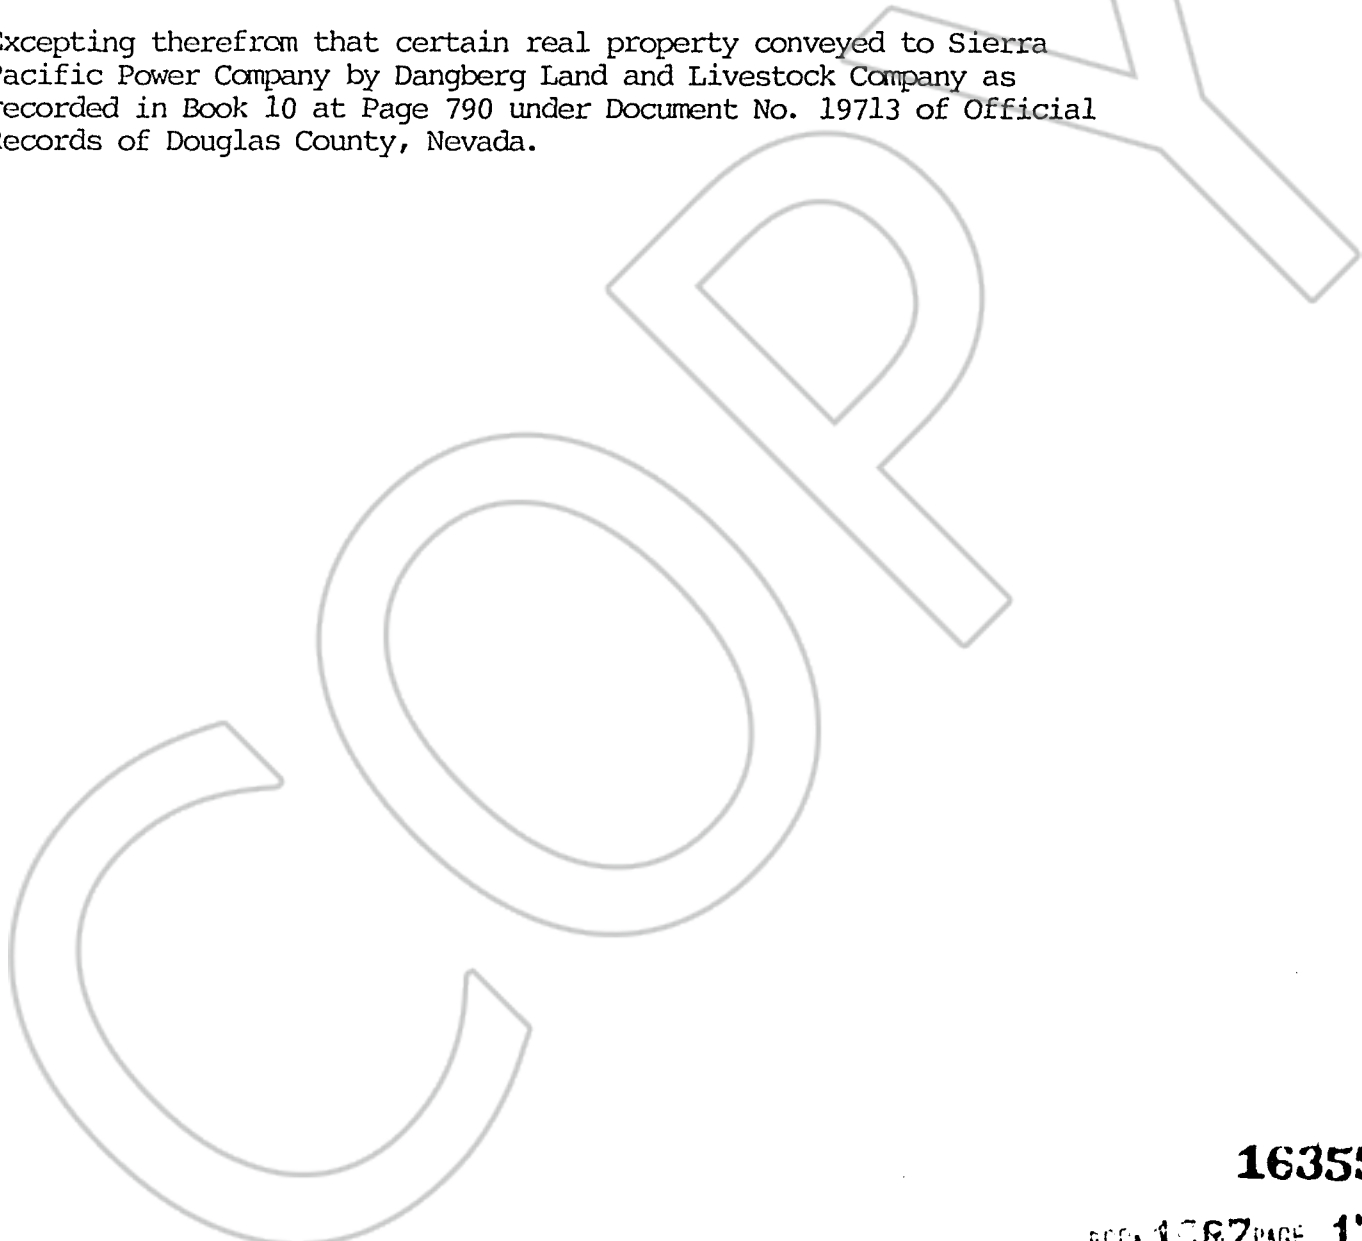 Excepting therefrom that certain real property conveyed to Sierra
Pacific Power Company by Dangberg Land and Livestock Company as
recorded in Book 10 at Page 790 under Document No. 19713 of Official
Records of Douglas County, Nevada.
COPY
1635
PAGE